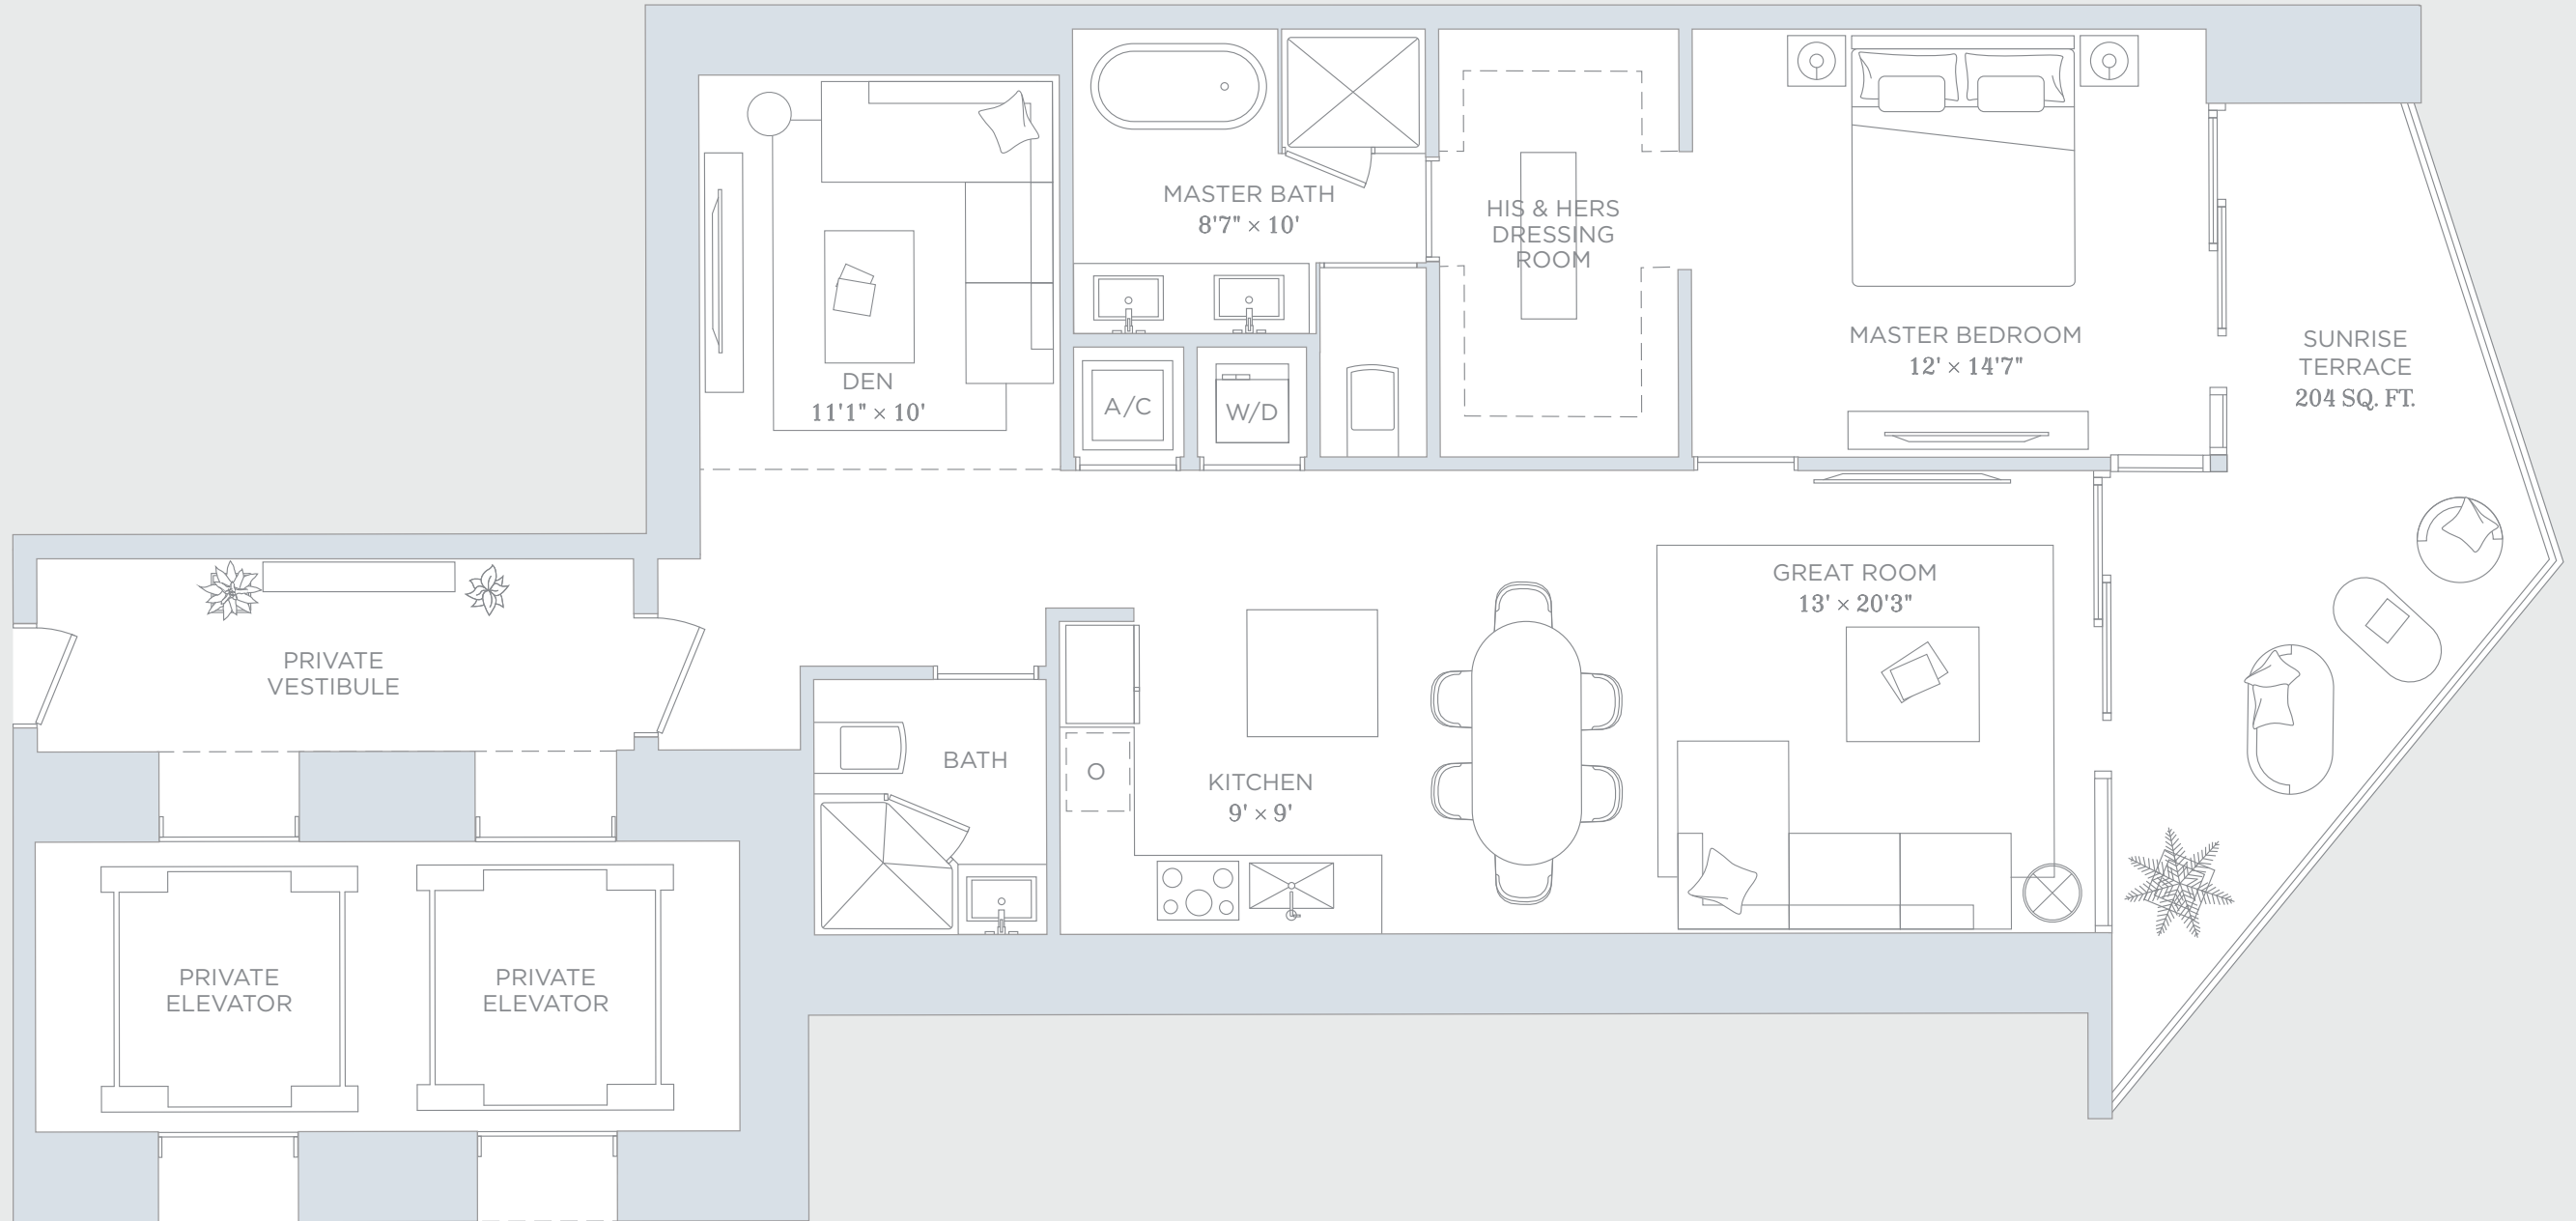 MASTER BATH
8'7" × 10'
HIS & HERS
DRESSING
ROOM
MASTER BEDROOM
12' × 14'7"
SUNRISE
TERRACE
204 SQ. FT.
DEN
11'1" × 10'
A/C
W/D
GREAT ROOM
13' × 20'3"
PRIVATE
VESTIBULE
BATH
KITCHEN
9' × 9'
PRIVATE
ELEVATOR
PRIVATE
ELEVATOR